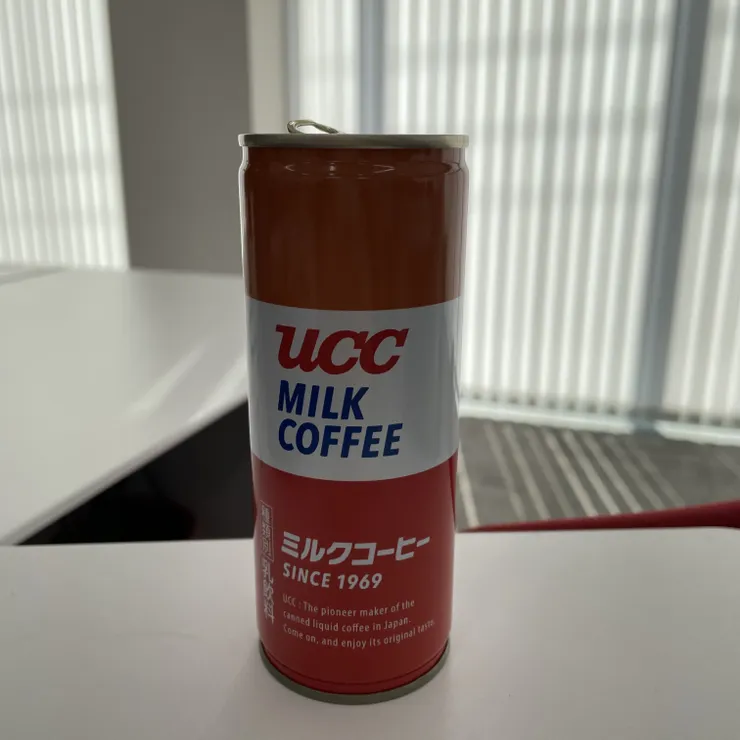 UCC
MILK
COFFEE
ミルクコーヒー
SINCE 1969
UCC : The pioneer maker of the
canned liquid coffee in Japan.
Come on, and enjoy its original taste.